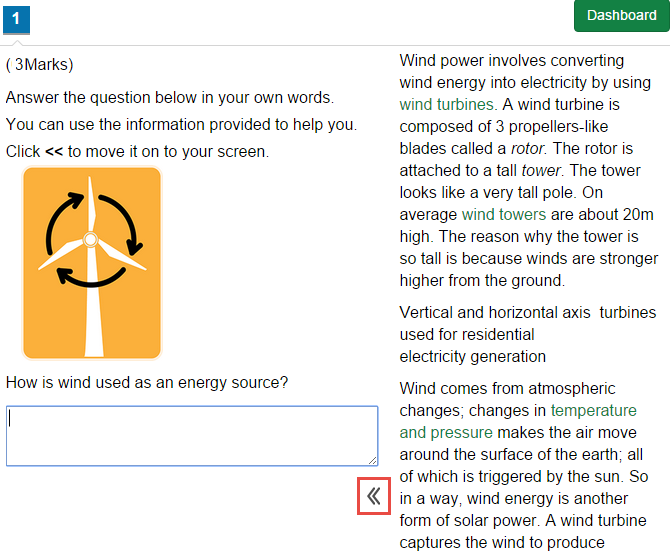 1
Dashboard
( 3Marks)
Answer the question below in your own words.
You can use the information provided to help you.
Click << to move it on to your screen.
How is wind used as an energy source?
Wind power involves converting
wind energy into electricity by using
wind turbines. A wind turbine is
composed of 3 propellers-like
blades called a rotor. The rotor is
attached to a tall tower. The tower
looks like a very tall pole. On
average wind towers are about 20m
high. The reason why the tower is
so tall is because winds are stronger
higher from the ground.
Vertical and horizontal axis turbines
used for residential
electricity generation
Wind comes from atmospheric
changes; changes in temperature
and pressure makes the air move
around the surface of the earth; all
of which is triggered by the sun. So
in a way, wind energy is another
form of solar power. A wind turbine
captures the wind to produce